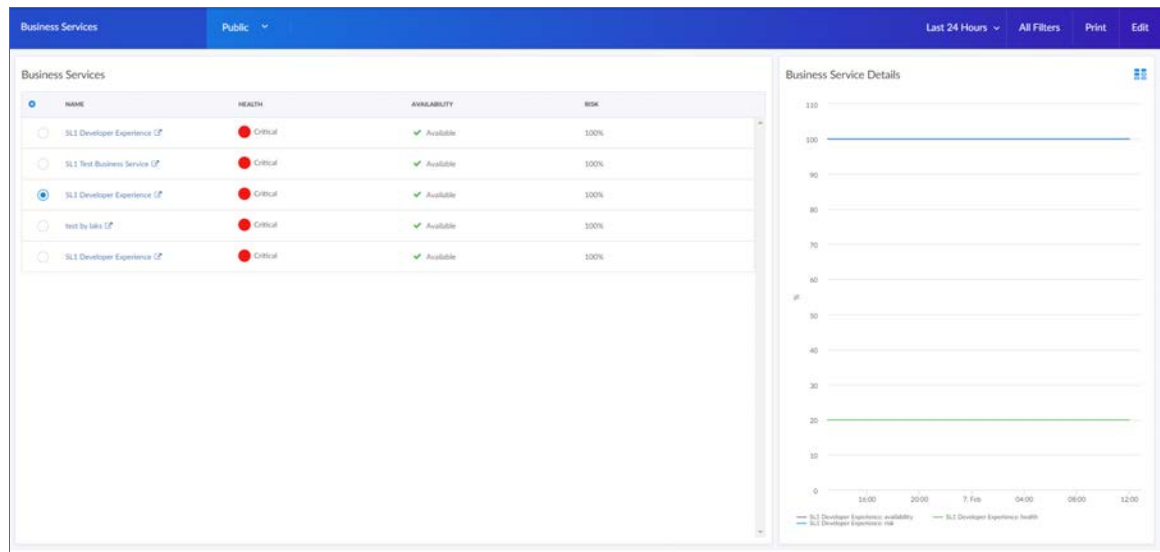 Business Services
Public
Last 24 Hours
All Filters
Print
Edit
Business Services
NAME HEALTH AVAILABILITY RISK
SL1 Developer Experience Critical Available 100%
SL1 Test Business Service Critical Available 100%
SL1 Developer Experience Critical Available 100%
test by laks Critical Available 100%
SL1 Developer Experience Critical Available 100%
Business Service Details
110
100
90
80
70
60
%
50
40
30
20
10
0
16:00 20:00 7. Feb 04:00 08:00 12:00
SL1 Developer Experience: availability SL1 Developer Experience: health
SL1 Developer Experience: risk